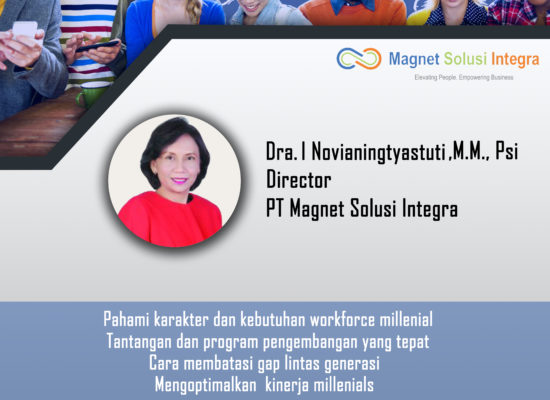 Magnet Solusi Integra
Elevating People. Empowering Business
Dra. I Novianingtyastuti ,M.M., Psi
Director
PT Magnet Solusi Integra
Pahami karakter dan kebutuhan workforce millenial
Tantangan dan program pengembangan yang tepat
Cara membatasi gap lintas generasi
Mengoptimalkan kinerja millenials